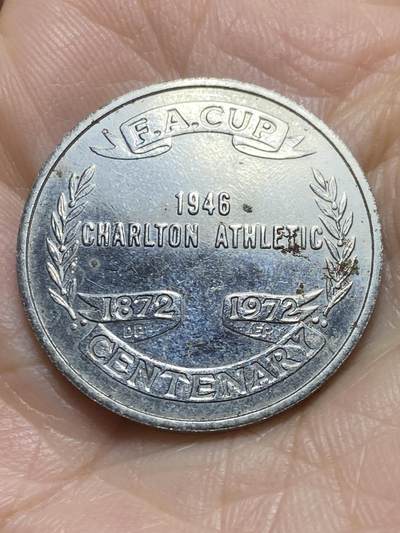 F.A.CUP
1946
CHARLTON ATHLETIC
1872 1972
CENTENARY